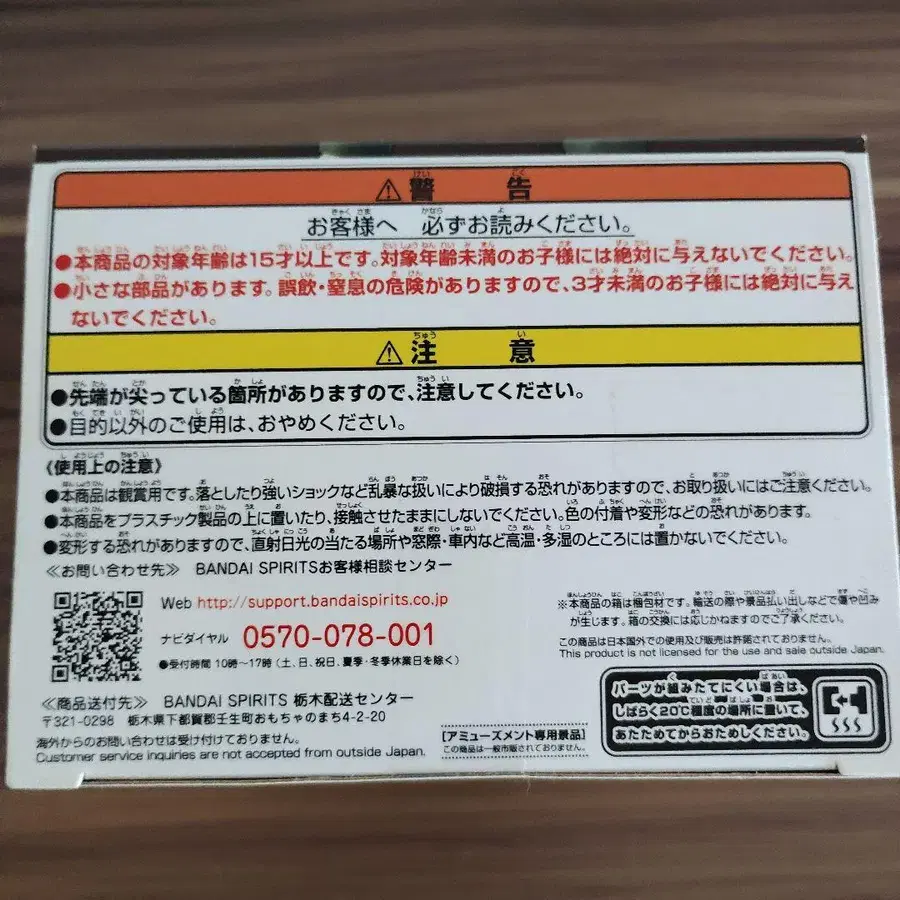 ⚠警告
お客様へ 必ずお読みください。
●本商品の対象年齢は15才以上です。対象年齢未満のお子様には絶対に与えないでください。
●小さな部品があります。誤飲・窒息の危険がありますので、3才未満のお子様には絶対に与え
ないでください。
⚠注意
●先端が尖っている箇所がありますので、注意してください。
●目的以外のご使用は、おやめください。
《使用上の注意》
●本商品は観賞用です。落としたり強いショックなど乱暴な扱いにより破損する恐れがありますので、お取り扱いにはご注意ください。
●本商品をプラスチック製品の上に置いたり、接触させたままにしないでください。色の付着や変形などの恐れがあります。
●変形する恐れがありますので、直射日光の当たる場所や窓際・車内など高温・多湿のところには置かないでください。
≪お問い合わせ先≫ BANDAI SPIRITSお客様相談センター
Web http://support.bandaispirits.co.jp
ナビダイヤル 0570-078-001
●受付時間 10時～17時(土、日、祝日、夏季・冬季休業日を除く)
≪商品送付先≫ BANDAI SPIRITS 栃木配送センター
〒321-0298 栃木県下都賀郡壬生町おもちゃのまち4-2-20
海外からのお問い合わせは受け付けておりません。
Customer service inquiries are not accepted from outside Japan.
※本商品の箱は梱包材です。輸送の際や景品払い出しなどで傷や凹み
が生じます。箱の交換には応じかねますのでご了承ください。
この商品は日本国外での使用及び販売は許諾されておりません。
This product is not licensed for the use and sale outside Japan.
[アミューズメント専用景品]
この商品は一般市販されておりません。
パーツが組みたてにくい場合は、
しばらく20℃程度の場所に置いて、
あたためてからおためしください。